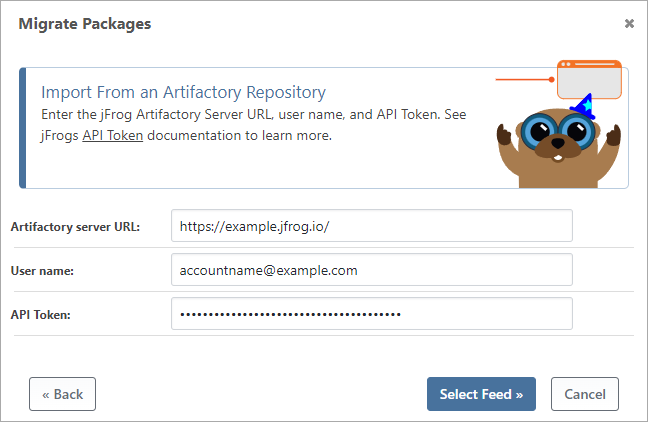 Migrate Packages
✖
Import From an Artifactory Repository
Enter the jFrog Artifactory Server URL, user name, and API Token. See
jFrogs API Token documentation to learn more.
Artifactory server URL: https://example.jfrog.io/
User name: accountname@example.com
API Token: •••••••••••••••••••••••••••••••••••••••
« Back Select Feed » Cancel